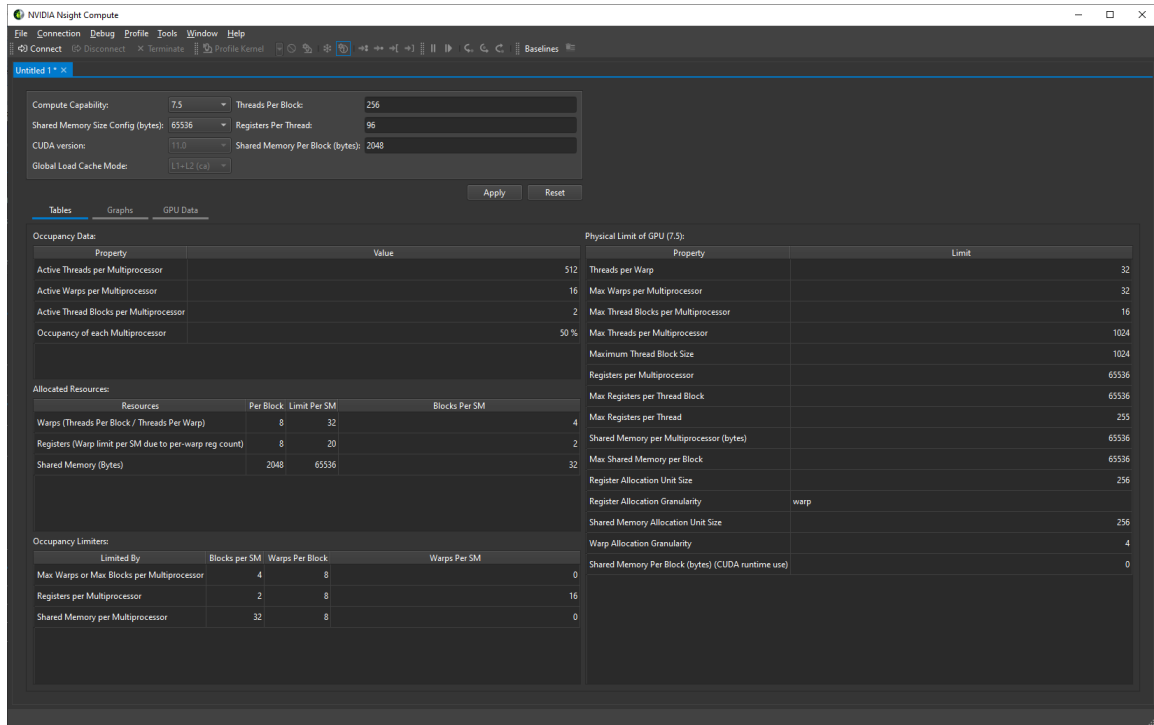 NVIDIA Nsight Compute
File Connection Debug Profile Tools Window Help
Connect Disconnect Terminate Profile Kernel Baselines
Untitled 1 *
Compute Capability: 7.5 Threads Per Block: 256
Shared Memory Size Config (bytes): 65536 Registers Per Thread: 96
CUDA version: 11.0 Shared Memory Per Block (bytes): 2048
Global Load Cache Mode: L1+L2 (ca)
Apply Reset
Tables Graphs GPU Data
Occupancy Data:
Property Value
Active Threads per Multiprocessor 512
Active Warps per Multiprocessor 16
Active Thread Blocks per Multiprocessor 2
Occupancy of each Multiprocessor 50 %
Allocated Resources:
Resources Per Block Limit Per SM Blocks Per SM
Warps (Threads Per Block / Threads Per Warp) 8 32 4
Registers (Warp limit per SM due to per-warp reg count) 8 20 2
Shared Memory (Bytes) 2048 65536 32
Occupancy Limiters:
Limited By Blocks per SM Warps Per Block Warps Per SM
Max Warps or Max Blocks per Multiprocessor 4 8 0
Registers per Multiprocessor 2 8 16
Shared Memory per Multiprocessor 32 8 0
Physical Limit of GPU (7.5):
Property Limit
Threads per Warp 32
Max Warps per Multiprocessor 32
Max Thread Blocks per Multiprocessor 16
Max Threads per Multiprocessor 1024
Maximum Thread Block Size 1024
Registers per Multiprocessor 65536
Max Registers per Thread Block 65536
Max Registers per Thread 255
Shared Memory per Multiprocessor (bytes) 65536
Max Shared Memory per Block 65536
Register Allocation Unit Size 256
Register Allocation Granularity warp
Shared Memory Allocation Unit Size 256
Warp Allocation Granularity 4
Shared Memory Per Block (bytes) (CUDA runtime use) 0